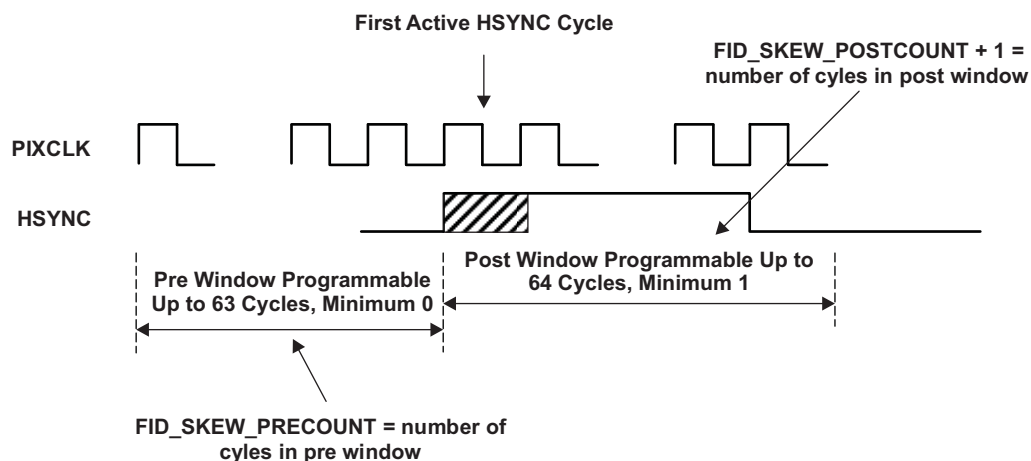 First Active HSYNC Cycle
FID_SKEW_POSTCOUNT + 1 =
number of cyles in post window
PIXCLK
HSYNC
Pre Window Programmable
Up to 63 Cycles, Minimum 0
Post Window Programmable Up to
64 Cycles, Minimum 1
FID_SKEW_PRECOUNT = number of
cyles in pre window